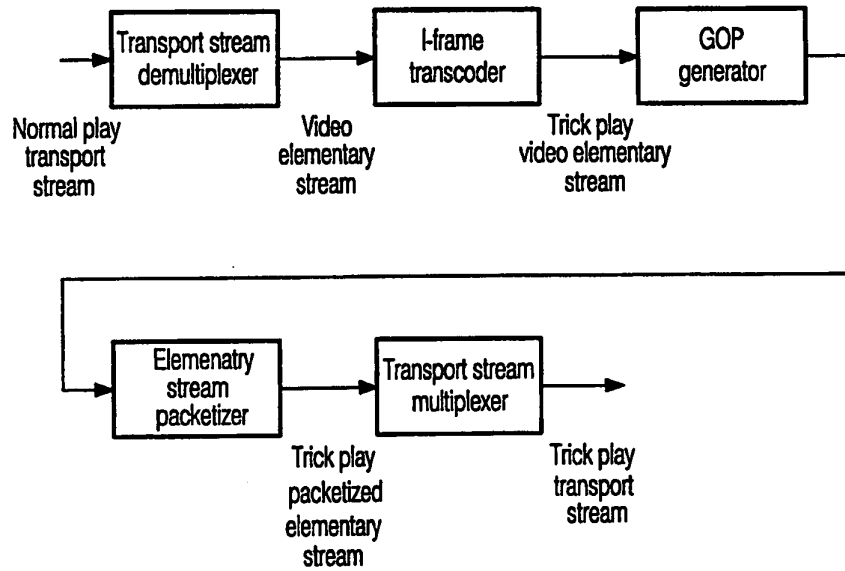 Transport stream
demultiplexer
I-frame
transcoder
GOP
generator
Normal play
transport
stream
Video
elementary
stream
Trick play
video elementary
stream
Elemenatry
stream
packetizer
Transport stream
multiplexer
Trick play
packetized
elementary
stream
Trick play
transport
stream